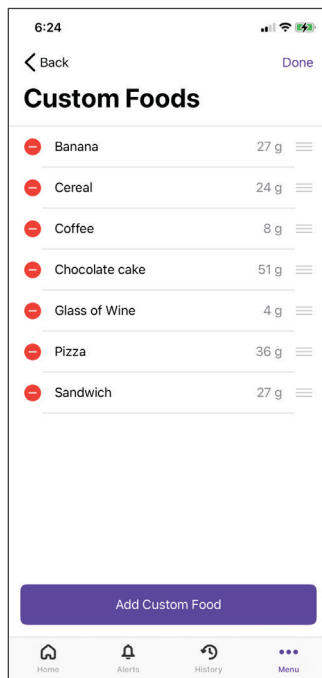 6:24
Back
Done
Custom Foods
Banana 27 g
Cereal 24 g
Coffee 8 g
Chocolate cake 51 g
Glass of Wine 4 g
Pizza 36 g
Sandwich 27 g
Add Custom Food
Home Alerts History Menu